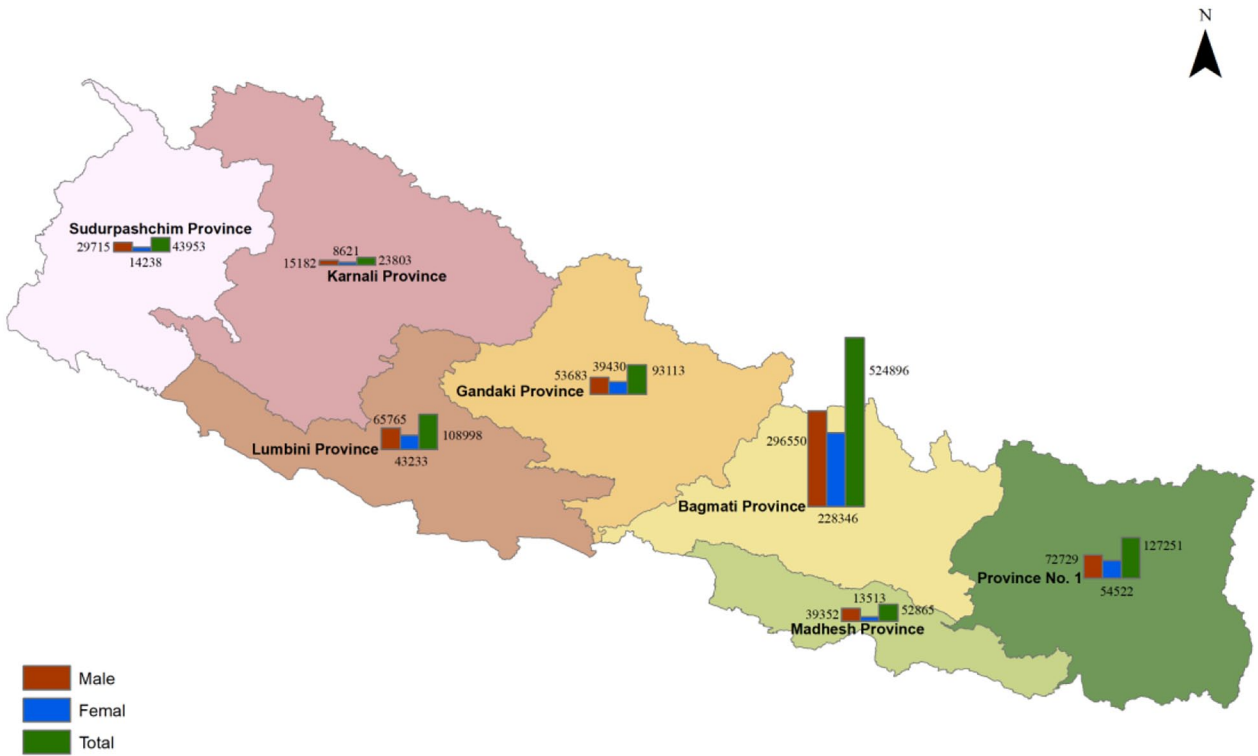 N
Sudurpashchim Province
29715 43953
14238
8621
15182 23803
Karnali Province
39430
53683 93113
Gandaki Province
65765
108998
Lumbini Province
43233
524896
296550
Bagmati Province
228346
127251
72729
Province No. 1
54522
13513
39352 52865
Madhesh Province
Male
Femal
Total